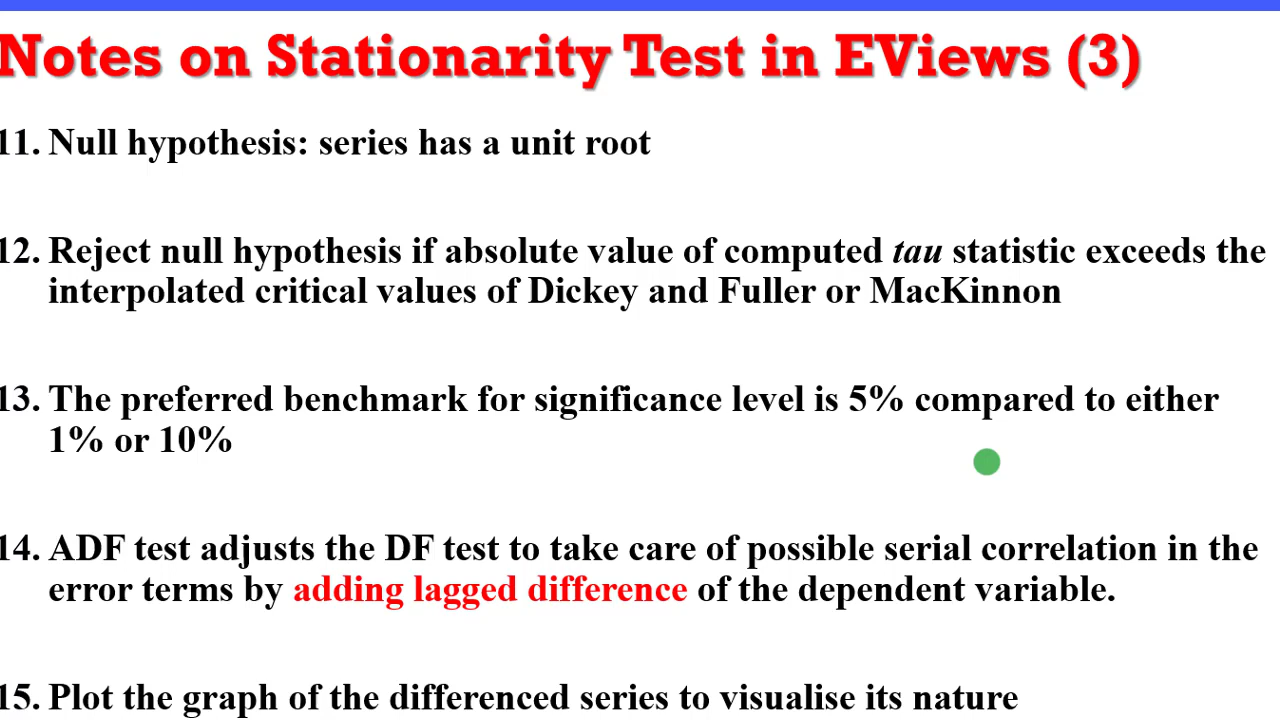 Notes on Stationarity Test in EViews (3)
11. Null hypothesis: series has a unit root
12. Reject null hypothesis if absolute value of computed tau statistic exceeds the
interpolated critical values of Dickey and Fuller or MacKinnon
13. The preferred benchmark for significance level is 5% compared to either
1% or 10%
14. ADF test adjusts the DF test to take care of possible serial correlation in the
error terms by adding lagged difference of the dependent variable.
15. Plot the graph of the differenced series to visualise its nature